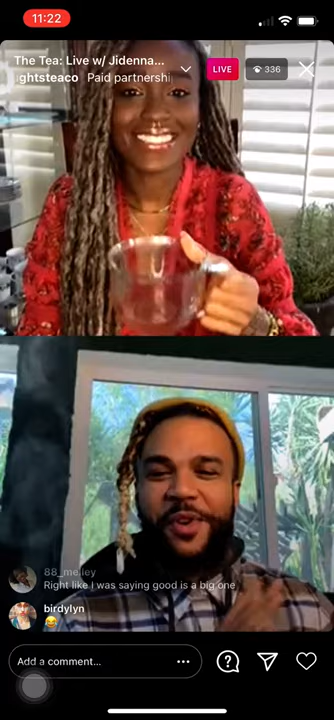 11:22
The Tea: Live w/ Jidenna...
ightsteaco Paid partnershi
LIVE
336
88_melley
Right like I was saying good is a big one
birdylyn
😂
Add a comment...